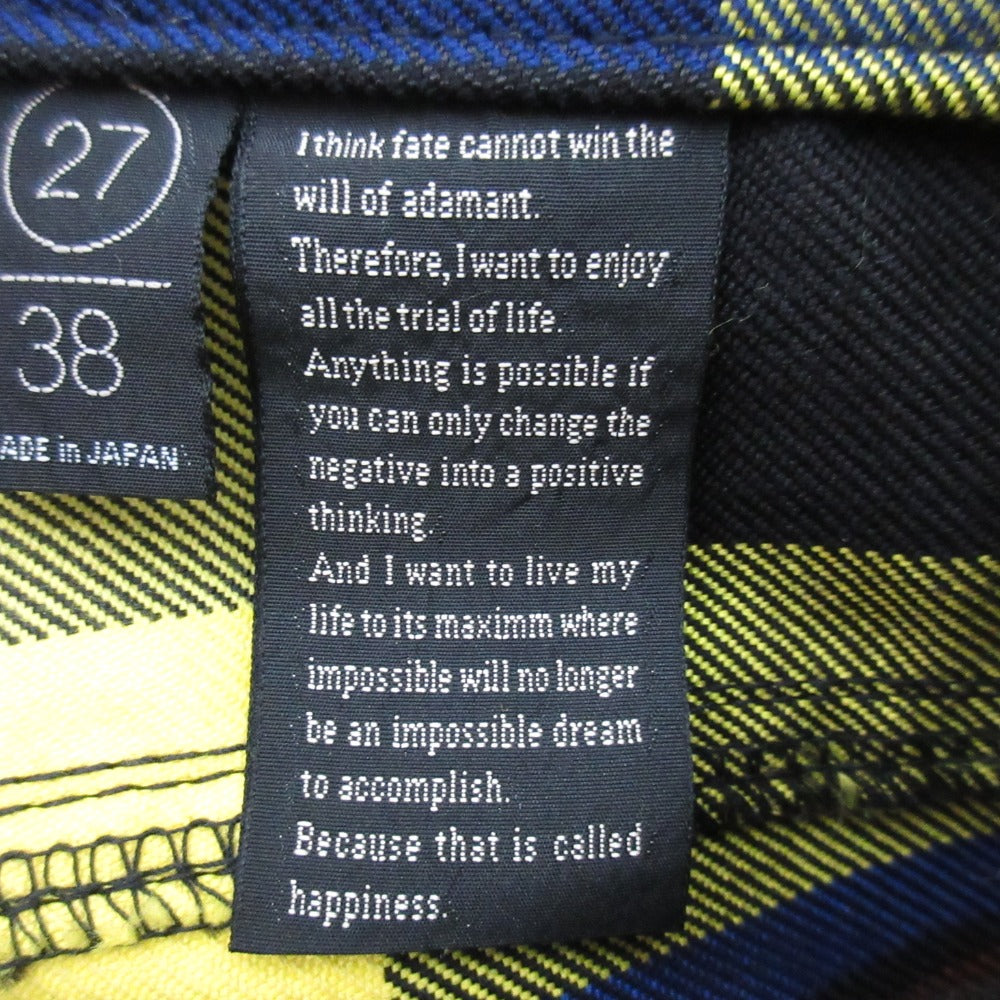 27
38
MADE in JAPAN
I think fate cannot win the
will of adamant.
Therefore, I want to enjoy
all the trial of life.
Anything is possible if
you can only change the
negative into a positive
thinking.
And I want to live my
life to its maximm where
impossible will no longer
be an impossible dream
to accomplish.
Because that is called
happiness.